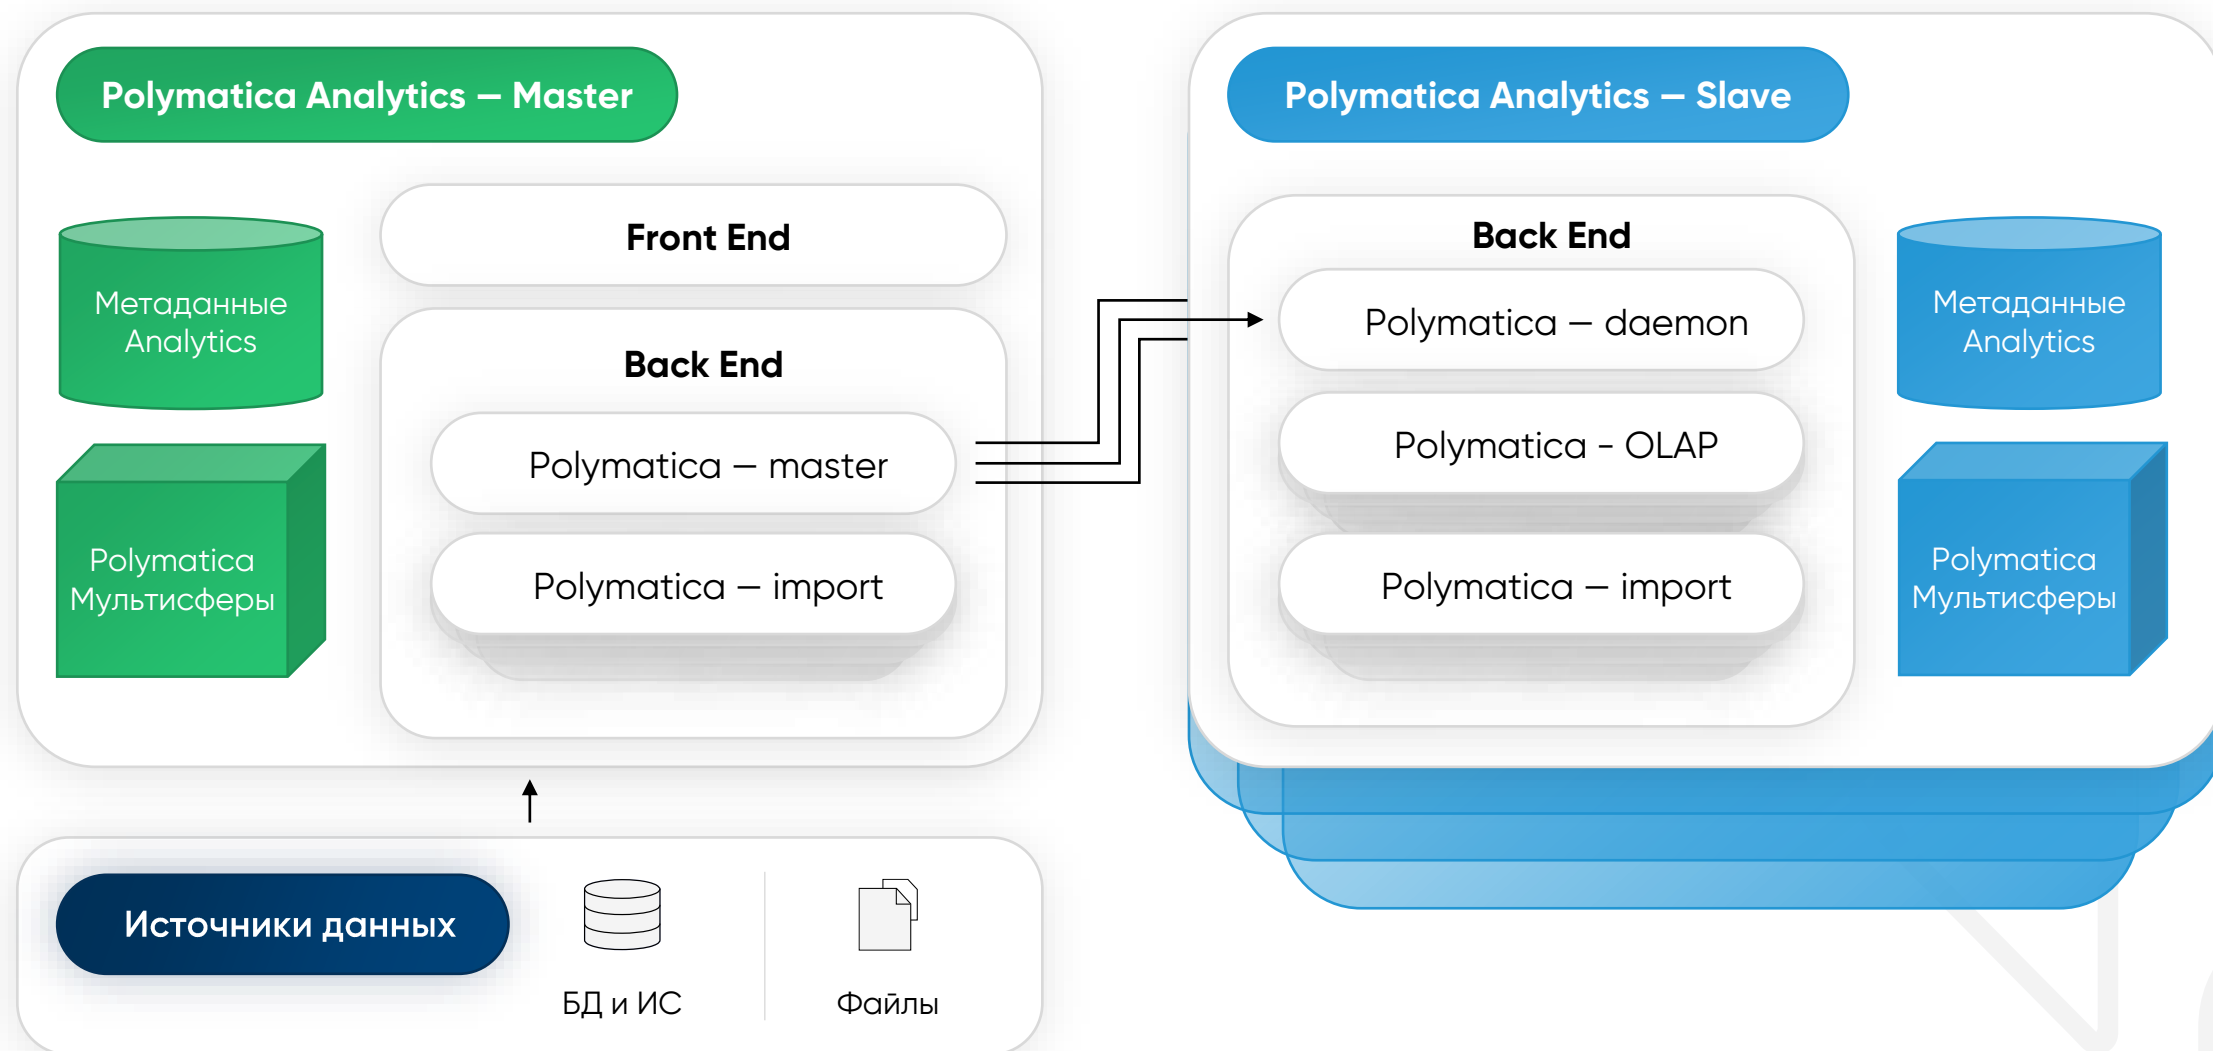 Polymatica Analytics — Master
Метаданные
Analytics
Polymatica
Мультисферы
Front End
Back End
Polymatica — master
Polymatica — import
Polymatica Analytics — Slave
Back End
Polymatica — daemon
Polymatica - OLAP
Polymatica — import
Метаданные
Analytics
Polymatica
Мультисферы
Источники данных
БД и ИС
Файлы